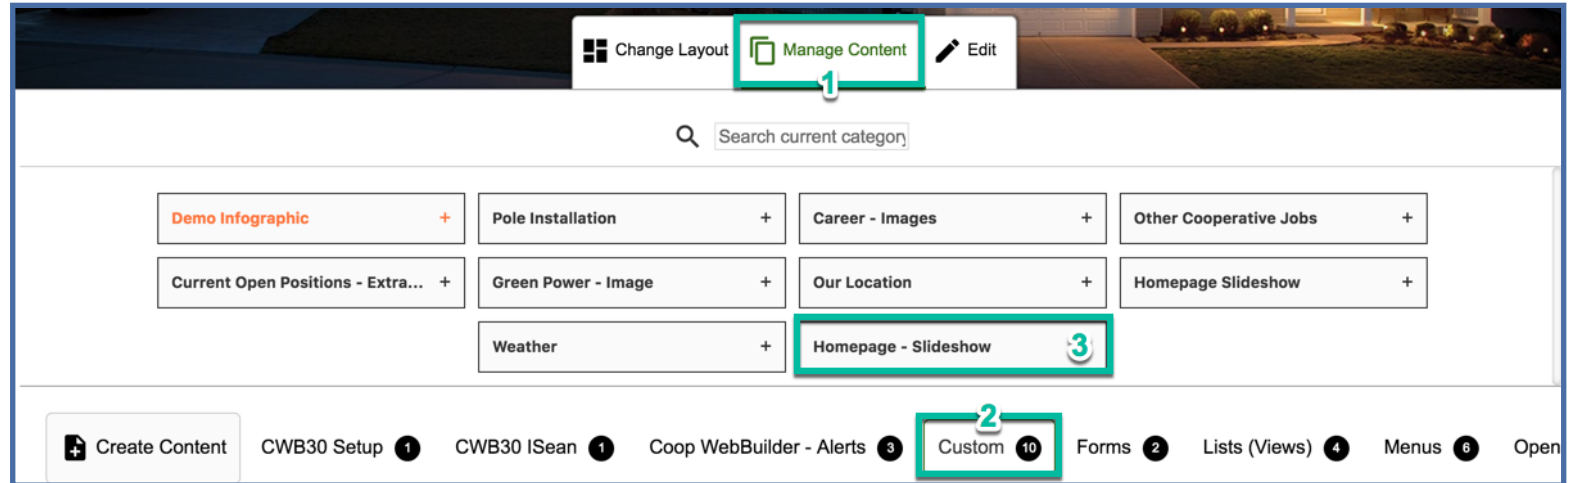 Change Layout Manage Content Edit
1
Search current category
Demo Infographic + Pole Installation + Career - Images + Other Cooperative Jobs +
Current Open Positions - Extra... + Green Power - Image + Our Location + Homepage Slideshow +
Weather + Homepage - Slideshow 3
2
Create Content CWB30 Setup 1 CWB30 ISean 1 Coop WebBuilder - Alerts 3 Custom 10 Forms 2 Lists (Views) 4 Menus 6 Open